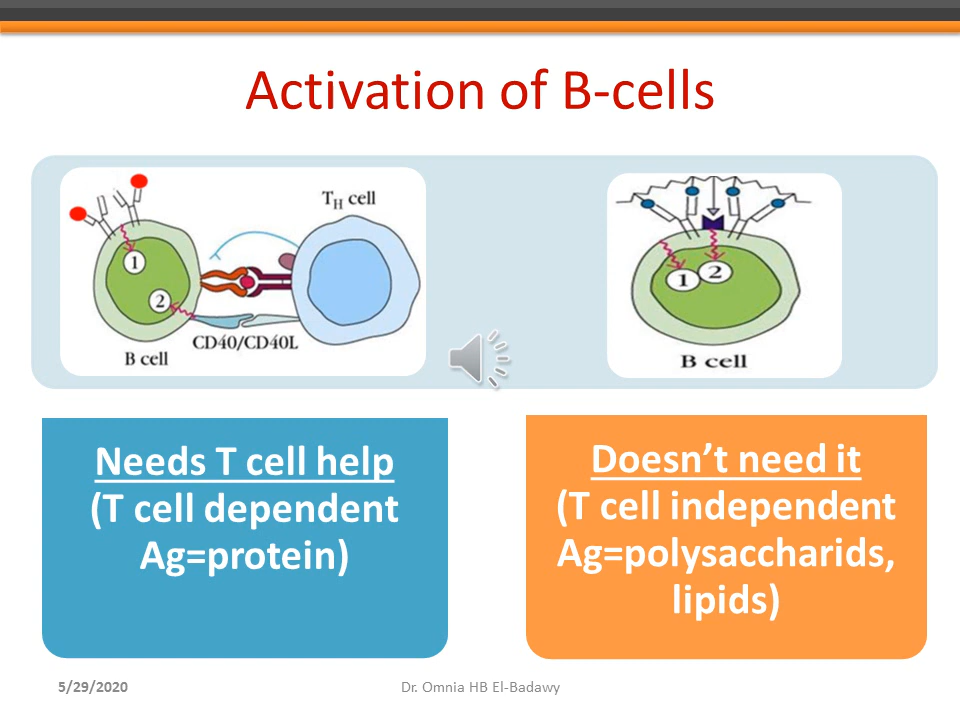 Activation of B-cells
T_H cell
1
2
CD40/CD40L
B cell
1
2
B cell
Needs T cell help
(T cell dependent
Ag=protein)
Doesn't need it
(T cell independent
Ag=polysaccharids,
lipids)
5/29/2020
Dr. Omnia HB El-Badawy